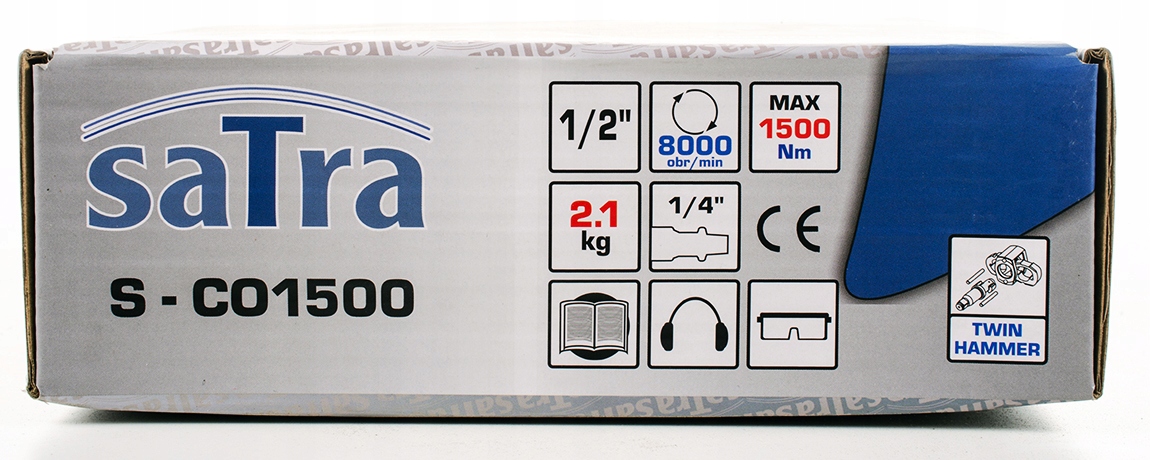 saTra
S - CO1500
1/2"
8000
obr/min
MAX
1500
Nm
2.1
kg
1/4"
CE
TWIN
HAMMER